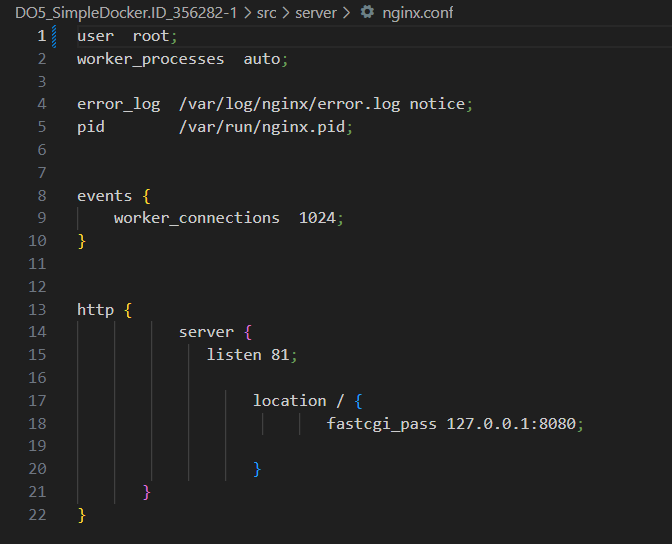 DO5_SimpleDocker.ID_356282-1 > src > server > nginx.conf
1 user  root;
2 worker_processes  auto;
3
4 error_log  /var/log/nginx/error.log notice;
5 pid        /var/run/nginx.pid;
6
7
8 events {
9     worker_connections  1024;
10 }
11
12
13 http {
14            server {
15               listen 81;
16
17                    location / {
18                            fastcgi_pass 127.0.0.1:8080;
19
20                    }
21        }
22 }